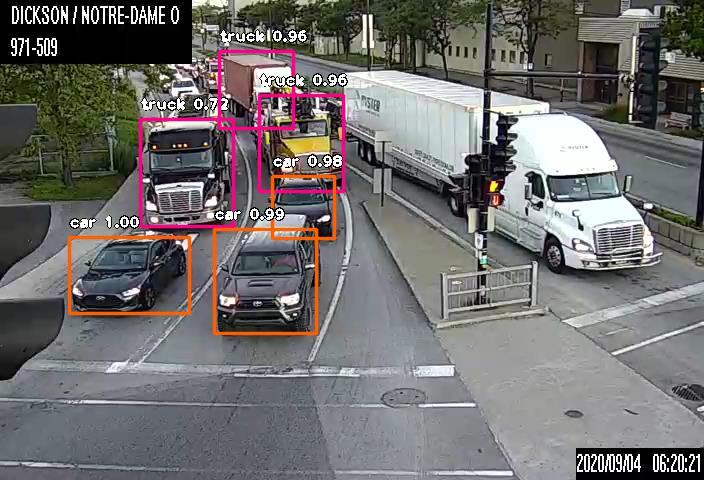 DICKSON / NOTRE-DAME O
971-509
truck 0.96
truck 0.96
truck 0.72
car 0.98
car 0.99
car 1.00
2020/09/04 06:20:21